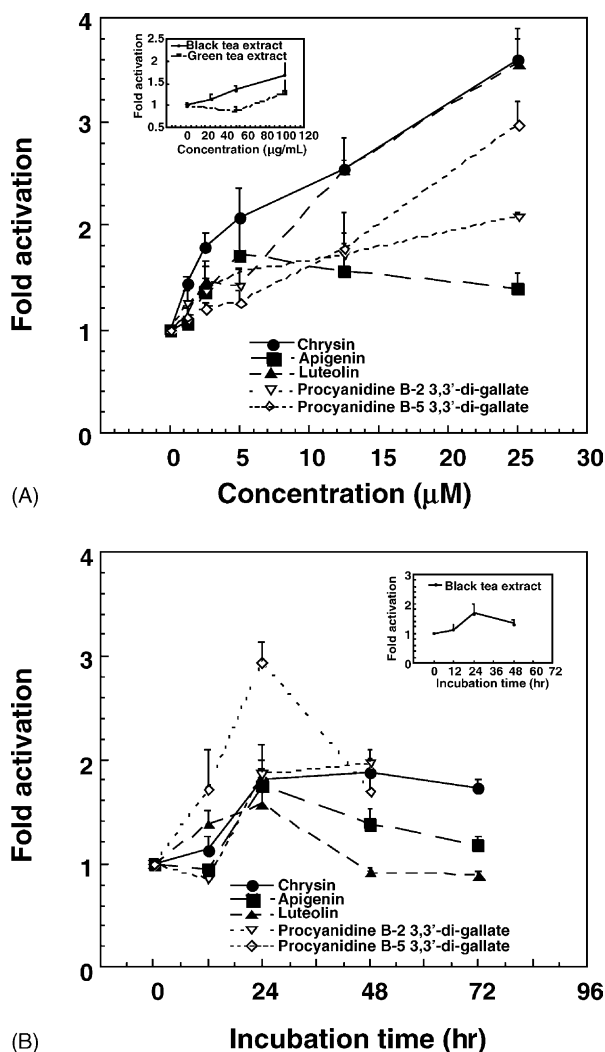 4
3
2
1
0
Fold activation
2.5
2
1.5
1
0.5
Fold activation
Black tea extract
Green tea extract
0 20 40 60 80 100 120
Concentration (µg/mL)
Chrysin
Apigenin
Luteolin
Procyanidine B-2 3,3'-di-gallate
Procyanidine B-5 3,3'-di-gallate
0 5 10 15 20 25 30
(A)
Concentration (µM)
4
3
2
1
0
Fold activation
3
2
1
0
Fold activation
Black tea extract
0 12 24 36 48 60 72
Incubation time (hr)
Chrysin
Apigenin
Luteolin
Procyanidine B-2 3,3'-di-gallate
Procyanidine B-5 3,3'-di-gallate
0 24 48 72 96
(B)
Incubation time (hr)